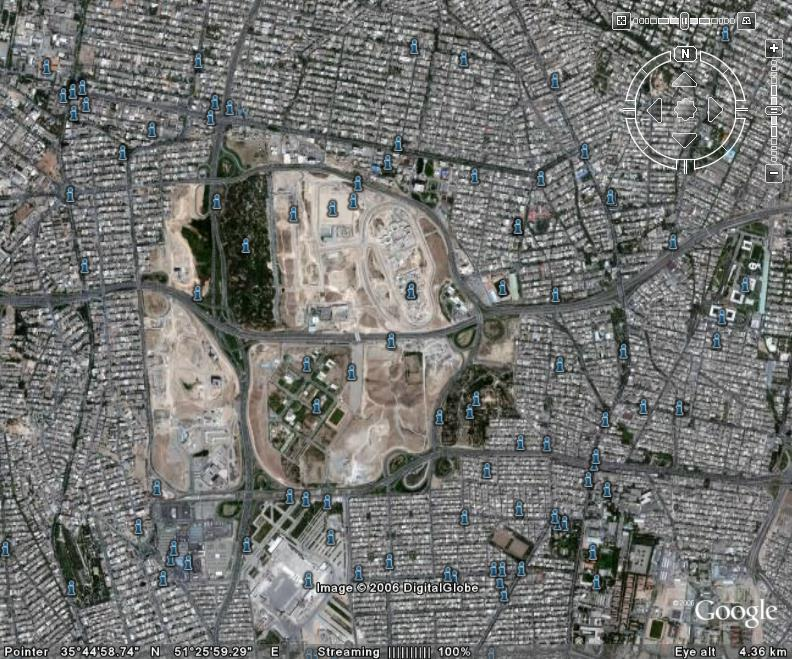 N
Image © 2006 DigitalGlobe
© 2006 Google
Pointer 35°44'58.74" N 51°25'59.29" E Streaming |||||||||| 100% Eye alt 4.36 km